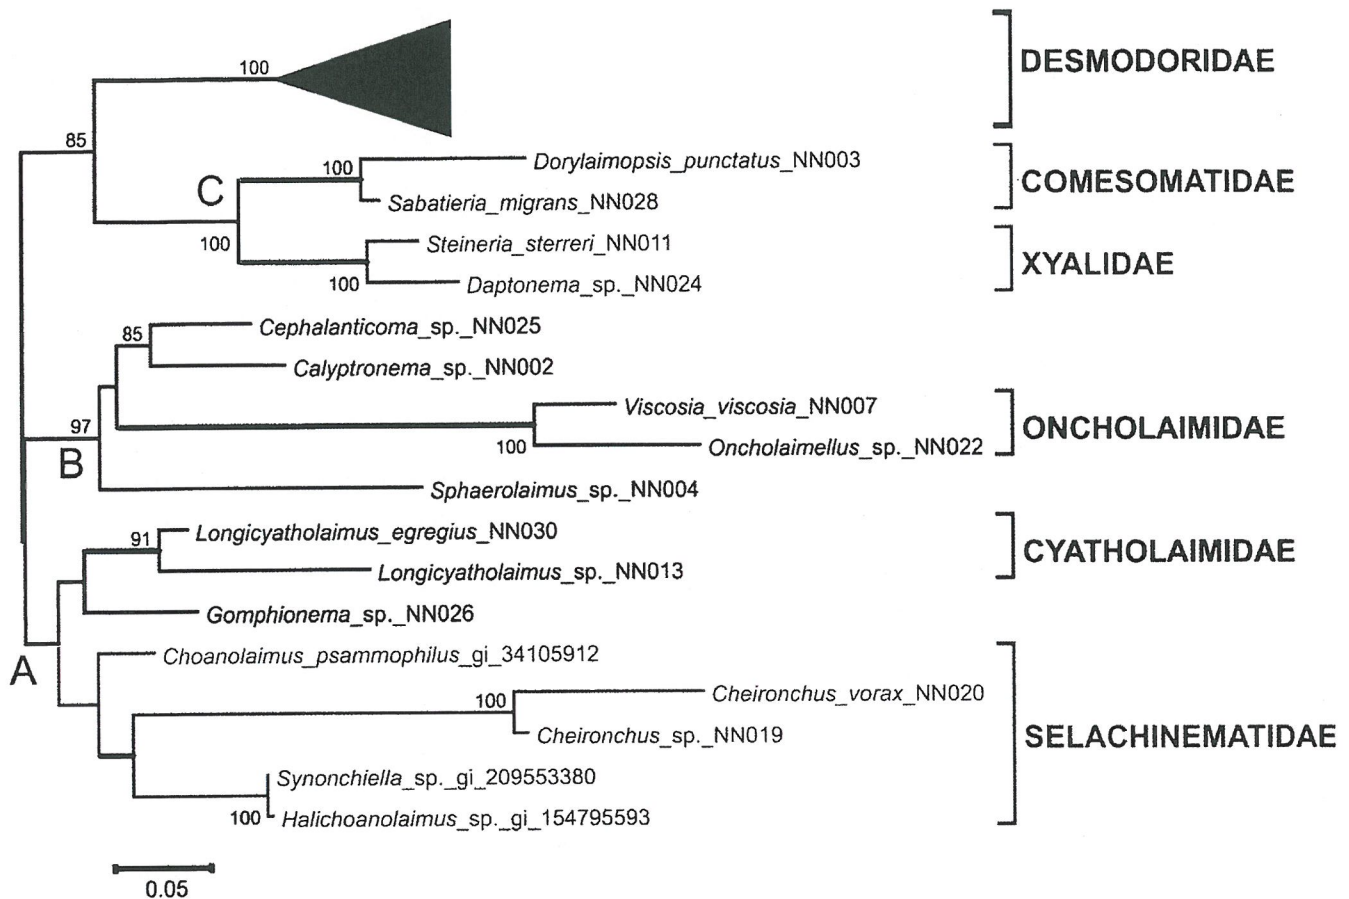 100
DESMODORIDAE
85
100
Dorylaimopsis_punctatus_NN003
C
COMESOMATIDAE
Sabatieria_migrans_NN028
100
Steineria_sterreri_NN011
XYALIDAE
100
Daptonema_sp._NN024
85
Cephalanticoma_sp._NN025
Calyptronema_sp._NN002
97
Viscosia_viscosia_NN007
ONCHOLAIMIDAE
100
Oncholaimellus_sp._NN022
B
Sphaerolaimus_sp._NN004
91
Longicyatholaimus_egregius_NN030
CYATHOLAIMIDAE
Longicyatholaimus_sp._NN013
Gomphionema_sp._NN026
A
Choanolaimus_psammophilus_gi_34105912
100
Cheironchus_vorax_NN020
Cheironchus_sp._NN019
SELACHINEMATIDAE
Synonchiella_sp._gi_209553380
100
Halichoanolaimus_sp._gi_154795593
0.05